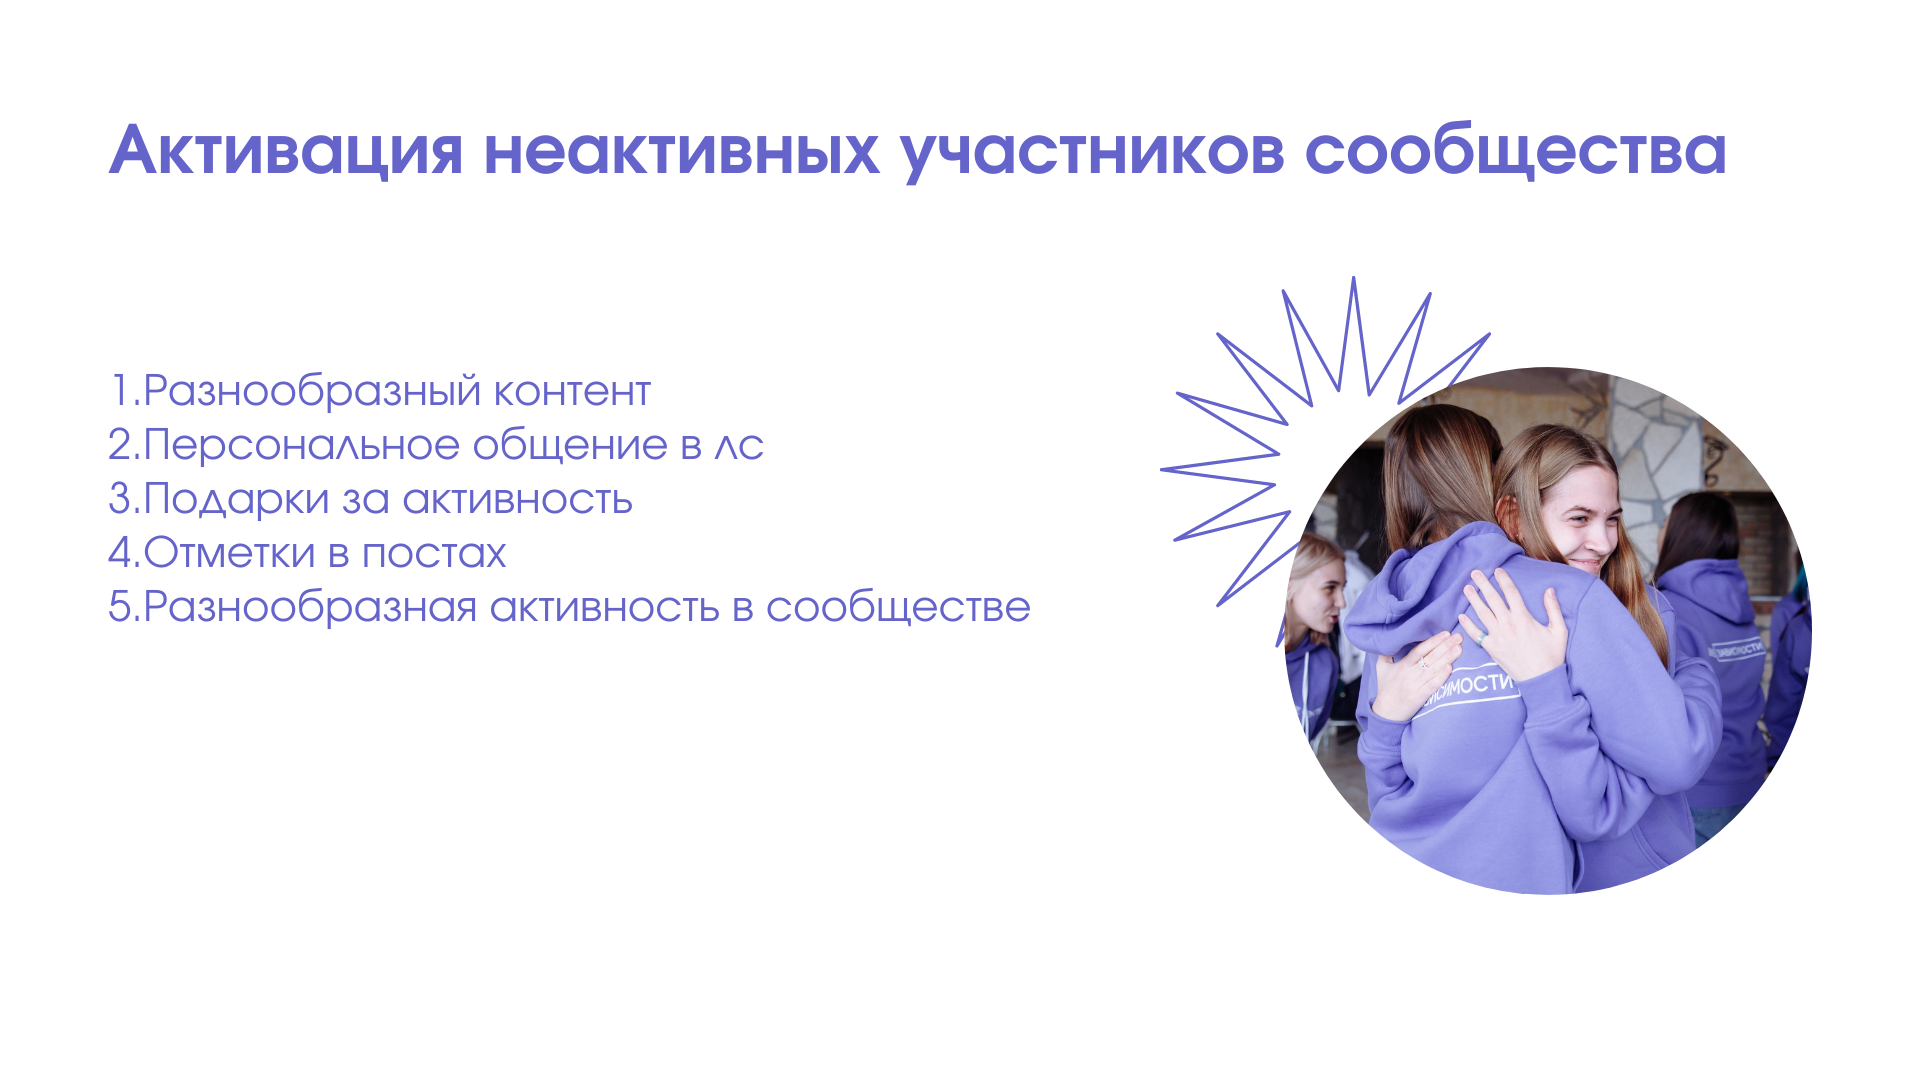 Активация неактивных участников сообщества
1.Разнообразный контент
2.Персональное общение в лс
3.Подарки за активность
4.Отметки в постах
5.Разнообразная активность в сообществе